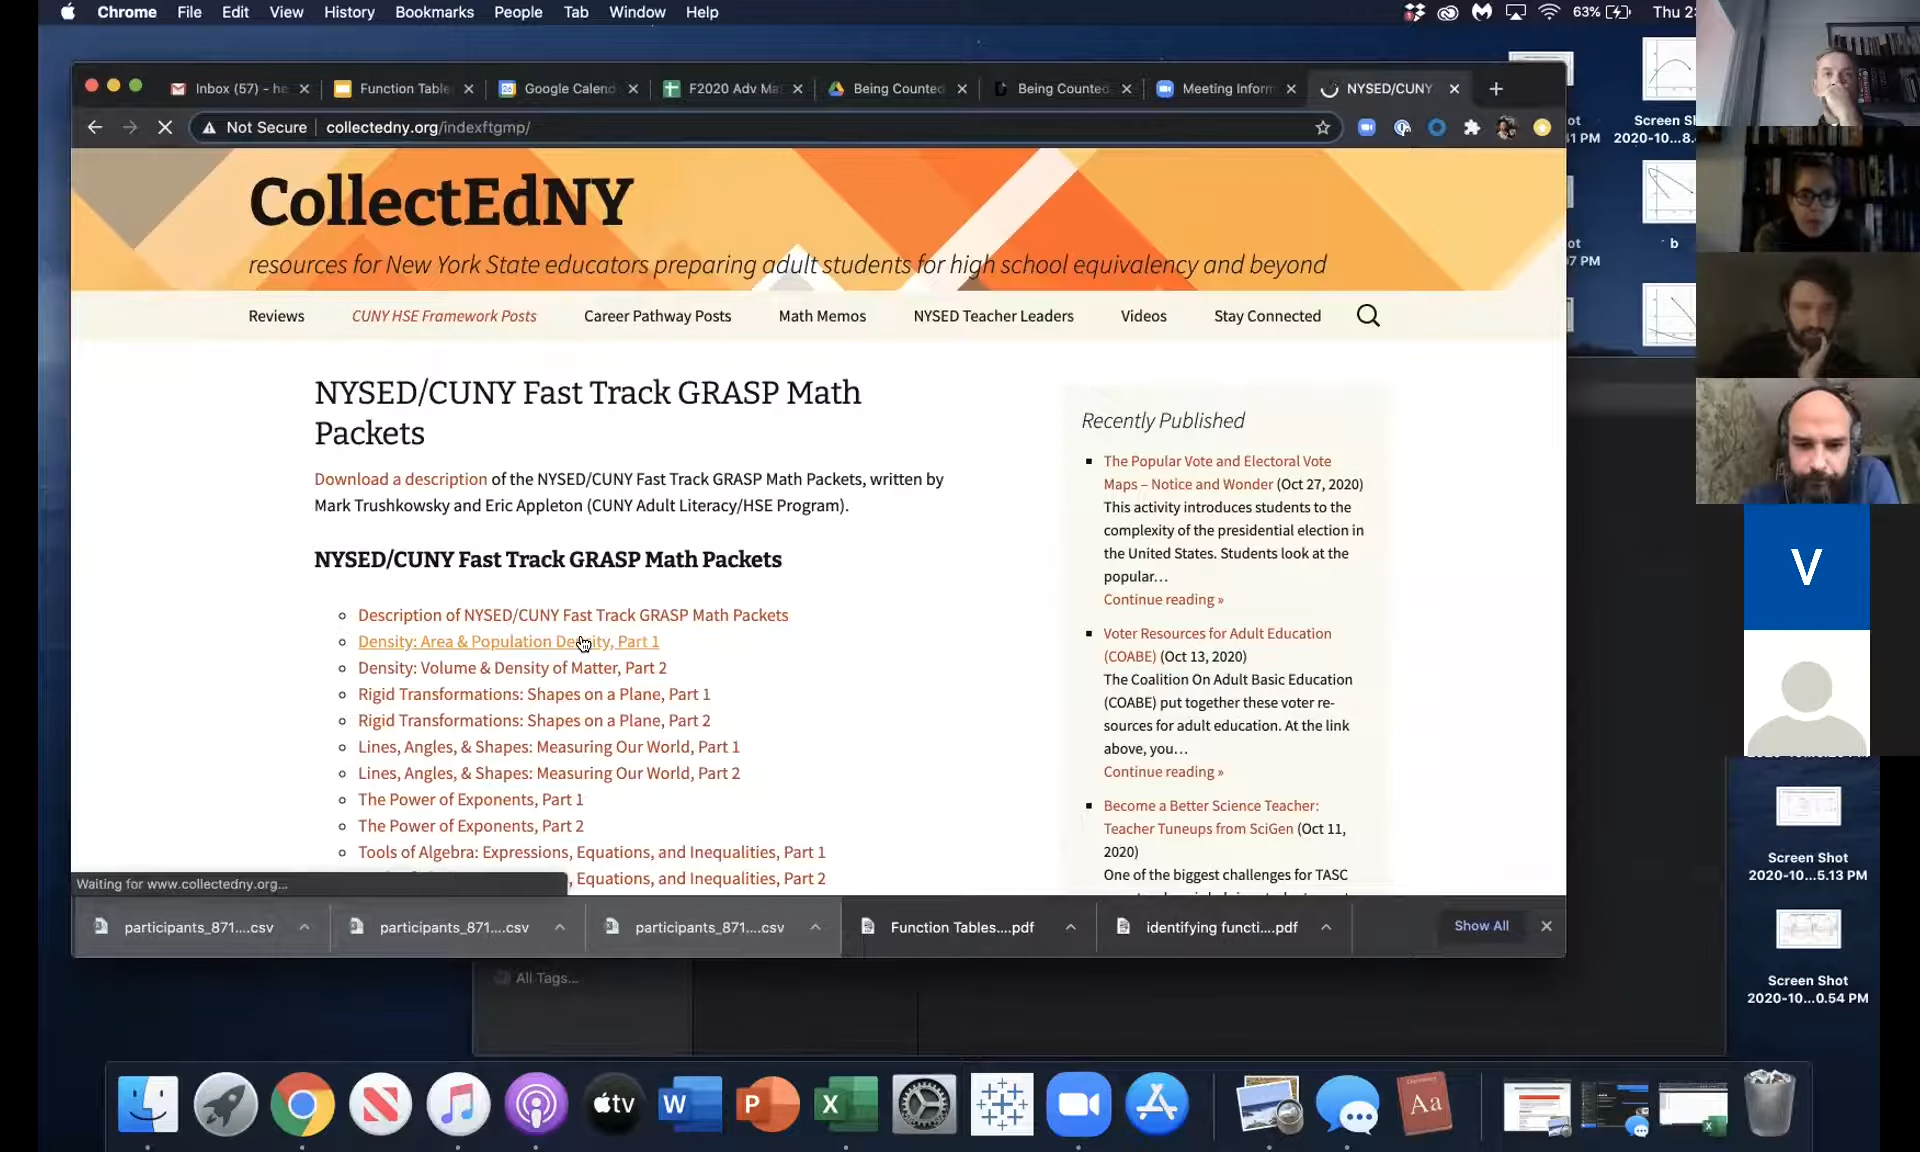 Chrome File Edit View History Bookmarks People Tab Window Help
63% Thu 2
Inbox (57) - he
Function Table
Google Calend
F2020 Adv Ma
Being Counted
Being Counted
Meeting Inform
NYSED/CUNY
Not Secure | collectedny.org/indexftgmp/
CollectEdNY
resources for New York State educators preparing adult students for high school equivalency and beyond
Reviews
CUNY HSE Framework Posts
Career Pathway Posts
Math Memos
NYSED Teacher Leaders
Videos
Stay Connected
NYSED/CUNY Fast Track GRASP Math
Packets
Download a description of the NYSED/CUNY Fast Track GRASP Math Packets, written by
Mark Trushkowsky and Eric Appleton (CUNY Adult Literacy/HSE Program).
NYSED/CUNY Fast Track GRASP Math Packets
Description of NYSED/CUNY Fast Track GRASP Math Packets
Density: Area & Population Density, Part 1
Density: Volume & Density of Matter, Part 2
Rigid Transformations: Shapes on a Plane, Part 1
Rigid Transformations: Shapes on a Plane, Part 2
Lines, Angles, & Shapes: Measuring Our World, Part 1
Lines, Angles, & Shapes: Measuring Our World, Part 2
The Power of Exponents, Part 1
The Power of Exponents, Part 2
Tools of Algebra: Expressions, Equations, and Inequalities, Part 1
, Equations, and Inequalities, Part 2
Recently Published
The Popular Vote and Electoral Vote
Maps – Notice and Wonder (Oct 27, 2020)
This activity introduces students to the
complexity of the presidential election in
the United States. Students look at the
popular…
Continue reading »
Voter Resources for Adult Education
(COABE) (Oct 13, 2020)
The Coalition On Adult Basic Education
(COABE) put together these voter re-
sources for adult education. At the link
above, you…
Continue reading »
Become a Better Science Teacher:
Teacher Tuneups from SciGen (Oct 11,
2020)
One of the biggest challenges for TASC
Waiting for www.collectedny.org...
participants_871....csv
participants_871....csv
participants_871....csv
Function Tables....pdf
identifying functi....pdf
Show All
All Tags...
Screen Sh
2020-10...8.
b
V
Screen Shot
2020-10...5.13 PM
Screen Shot
2020-10...0.54 PM
tv
W
P
X
Aa